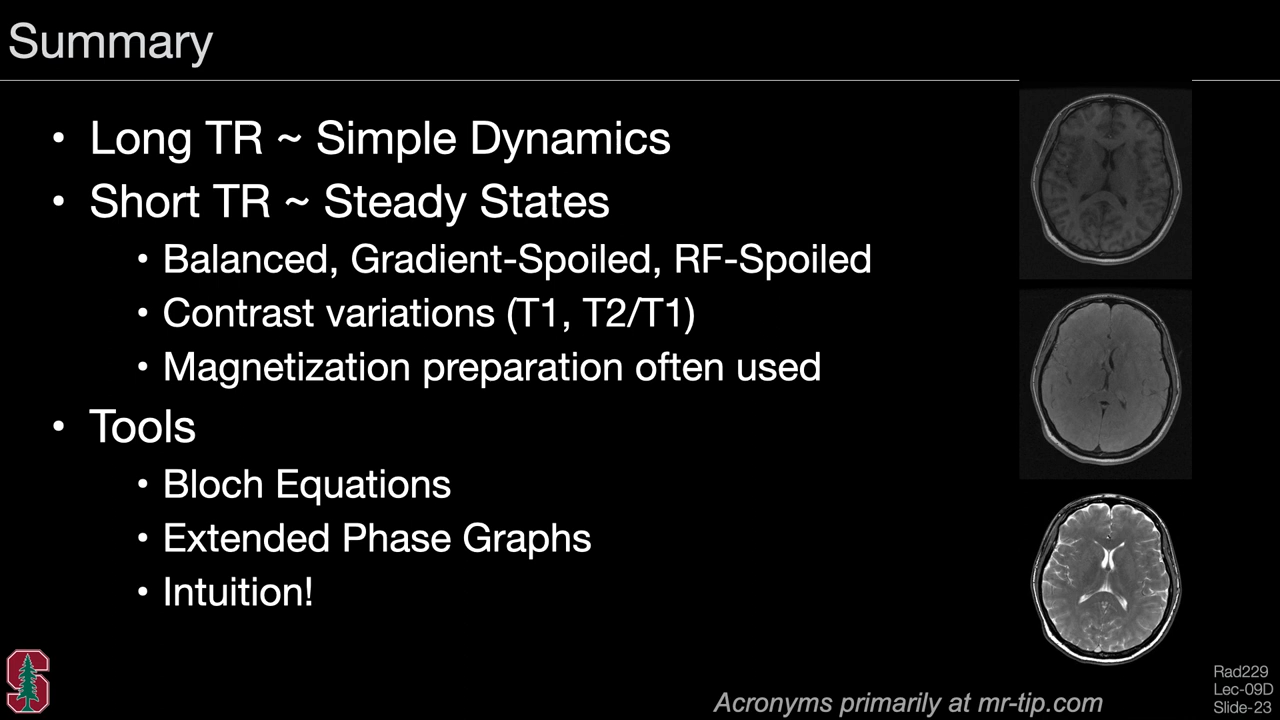 Summary
• Long TR ~ Simple Dynamics
• Short TR ~ Steady States
• Balanced, Gradient-Spoiled, RF-Spoiled
• Contrast variations (T1, T2/T1)
• Magnetization preparation often used
• Tools
• Bloch Equations
• Extended Phase Graphs
• Intuition!
Acronyms primarily at mr-tip.com
Rad229
Lec-09D
Slide-23